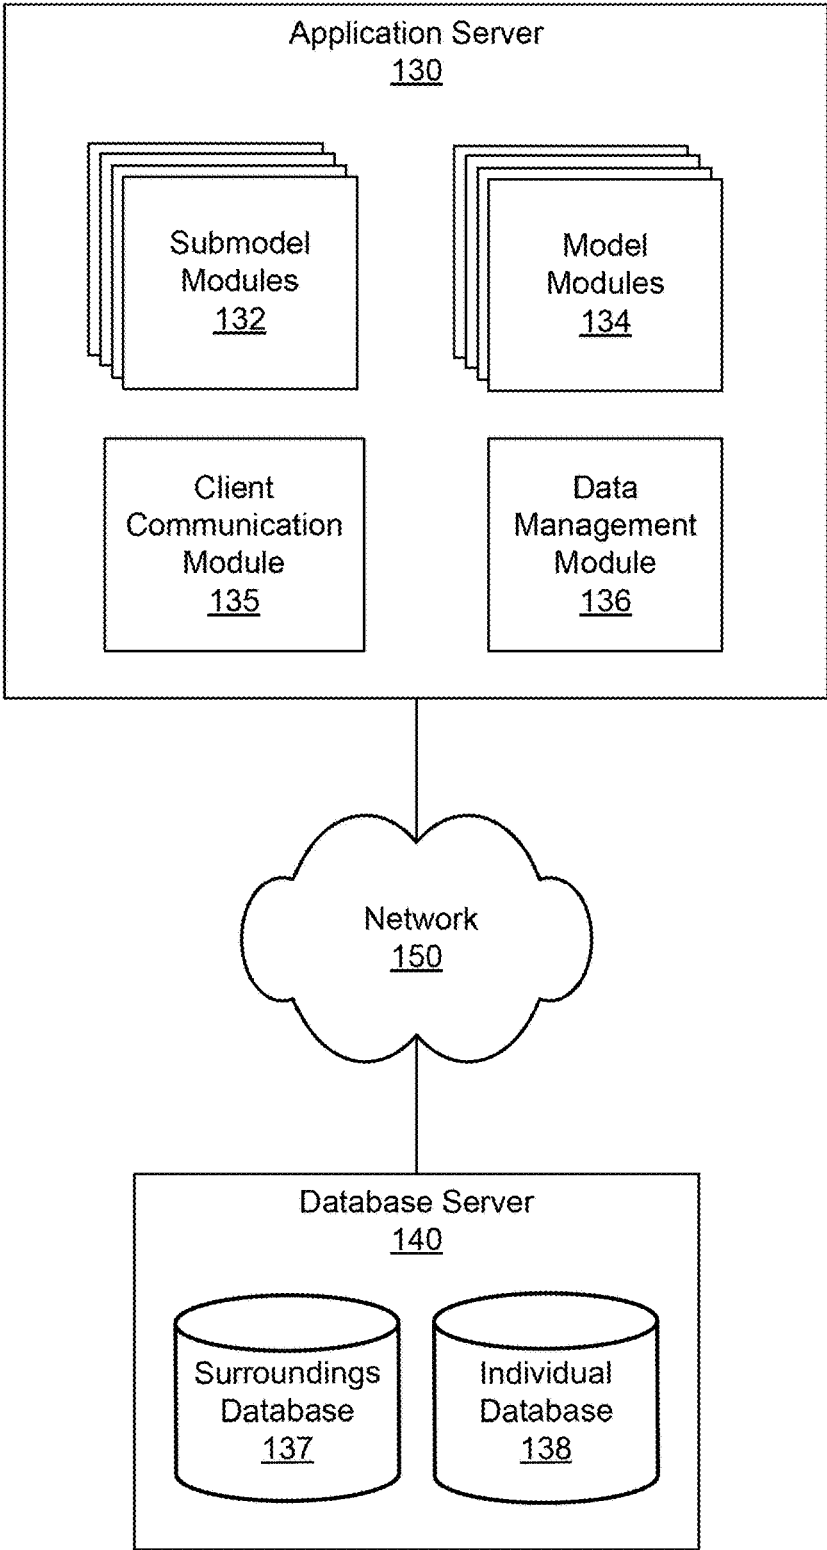 Application Server
130
Submodel
Modules
132
Model
Modules
134
Client
Communication
Module
135
Data
Management
Module
136
Network
150
Database Server
140
Surroundings
Database
137
Individual
Database
138